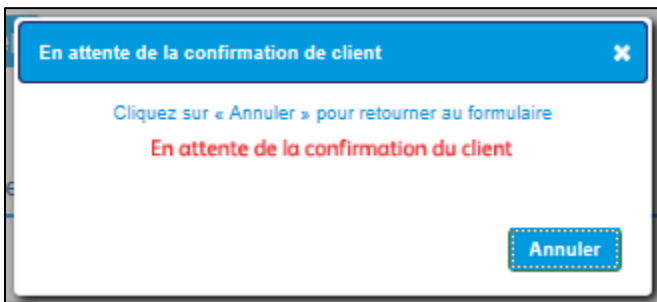 En attente de la confirmation de client
Cliquez sur « Annuler » pour retourner au formulaire
En attente de la confirmation du client
Annuler